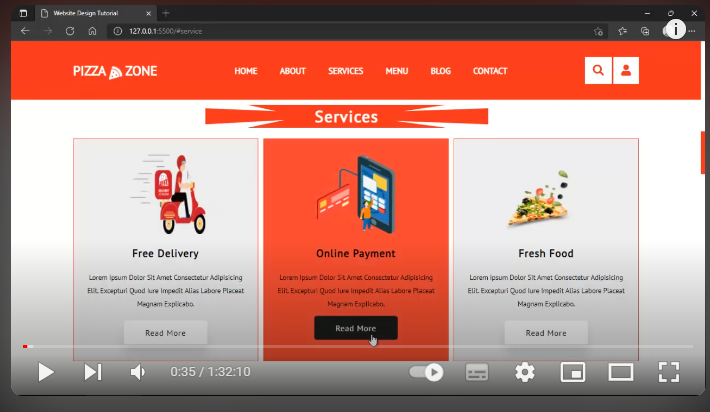 Website Design Tutorial
127.0.0.1:5500/#service
PIZZA ZONE
HOME ABOUT SERVICES MENU BLOG CONTACT
Services
Free Delivery
Lorem Ipsum Dolor Sit Amet Consectetur Adipisicing
Elit. Excepturi Quod Iure Impedit Alias Labore Placeat
Magnam Explicabo.
Read More
Online Payment
Lorem Ipsum Dolor Sit Amet Consectetur Adipisicing
Elit. Excepturi Quod Iure Impedit Alias Labore Placeat
Magnam Explicabo.
Read More
Fresh Food
Lorem Ipsum Dolor Sit Amet Consectetur Adipisicing
Elit. Excepturi Quod Iure Impedit Alias Labore Placeat
Magnam Explicabo.
Read More
0:35 / 1:32:10